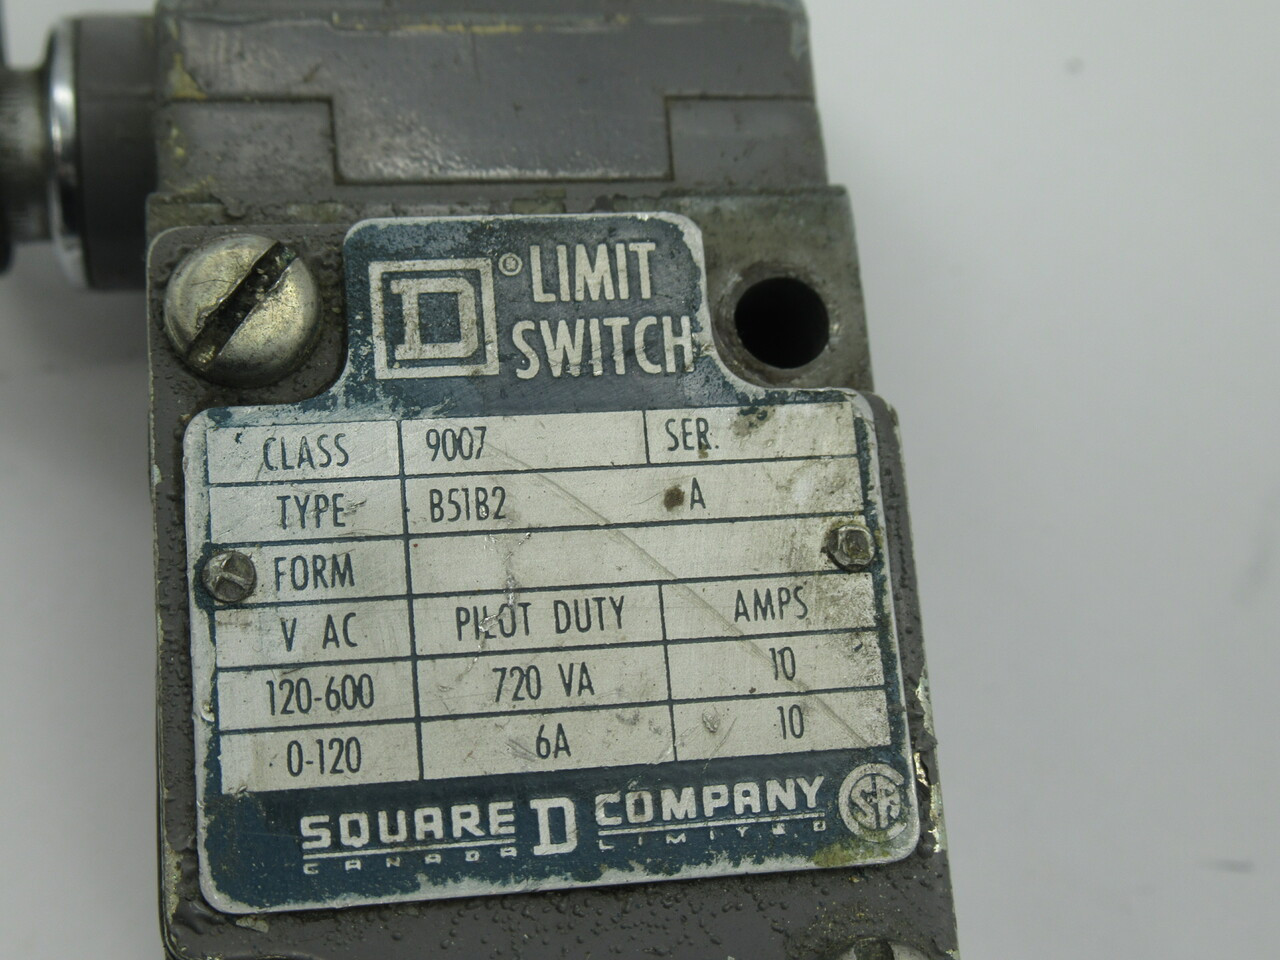 D® LIMIT
SWITCH
CLASS 9007 SER.
TYPE B51B2 A
FORM
V AC PILOT DUTY AMPS
120-600 720 VA 10
0-120 6A 10
SQUARE D COMPANY
CANADA LIMITED
SA